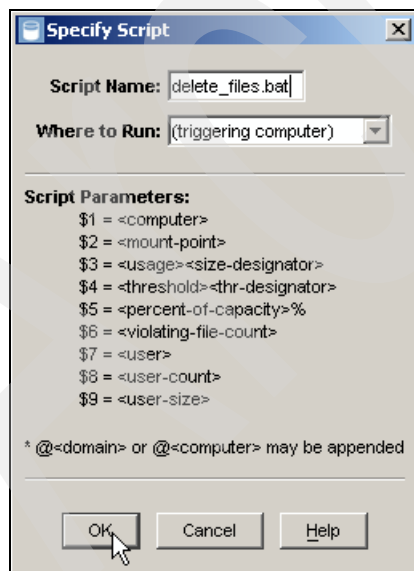 Specify Script
Script Name: delete_files.bat
Where to Run: (triggering computer)
Script Parameters:
$1 = <computer>
$2 = <mount-point>
$3 = <usage><size-designator>
$4 = <threshold><thr-designator>
$5 = <percent-of-capacity>%
$6 = <violating-file-count>
$7 = <user>
$8 = <user-count>
$9 = <user-size>
* @<domain> or @<computer> may be appended
OK Cancel Help